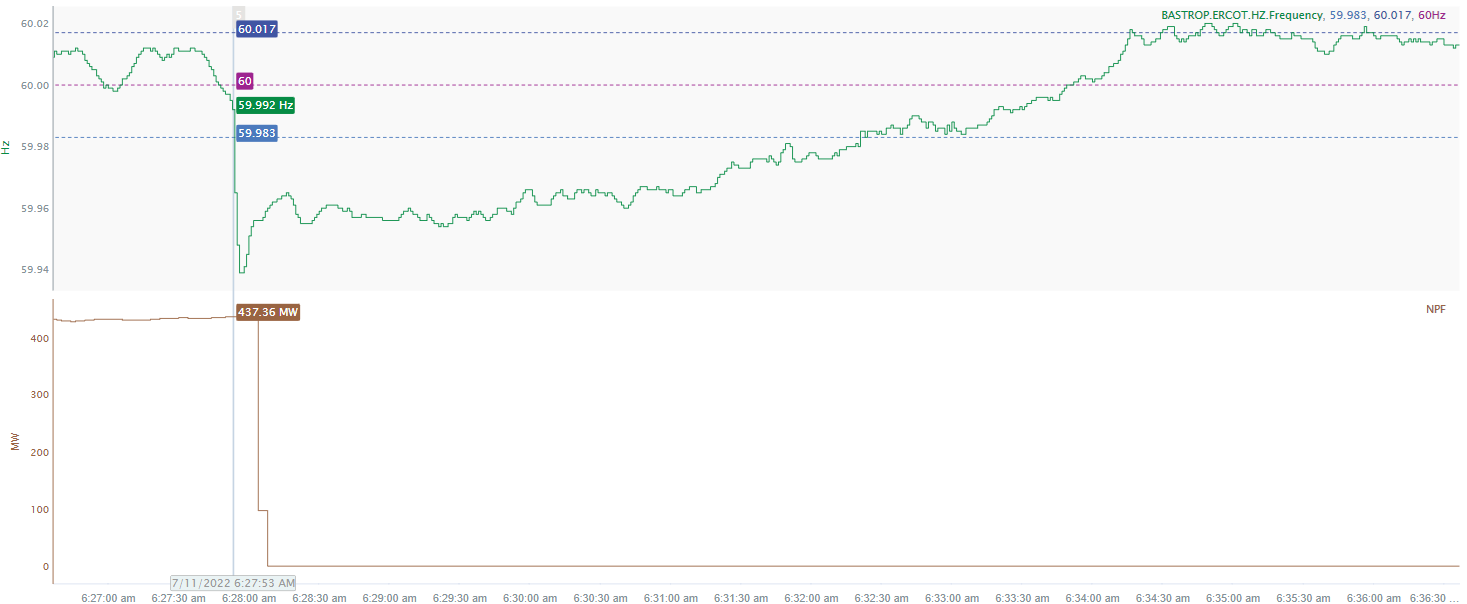 5
60.02
60.017
BASTROP.ERCOT.HZ.Frequency, 59.983, 60.017, 60Hz
60
60.00
59.992 Hz
59.983
59.98
Hz
59.96
59.94
437.36 MW
NPF
400
300
MW
200
100
0
7/11/2022 6:27:53 AM
6:27:00 am 6:27:30 am 6:28:00 am 6:28:30 am 6:29:00 am 6:29:30 am 6:30:00 am 6:30:30 am 6:31:00 am 6:31:30 am 6:32:00 am 6:32:30 am 6:33:00 am 6:33:30 am 6:34:00 am 6:34:30 am 6:35:00 am 6:35:30 am 6:36:00 am 6:36:30 ...